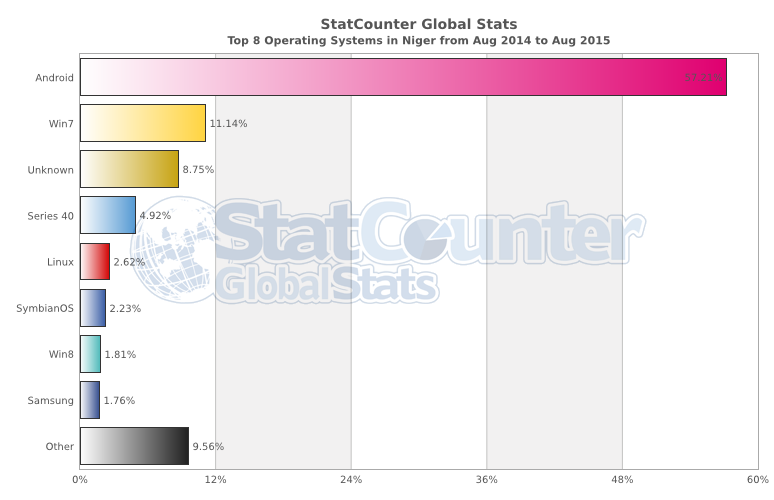 StatCounter Global Stats
Top 8 Operating Systems in Niger from Aug 2014 to Aug 2015
Android
Win7 11.14%
Unknown 8.75%
Series 40 4.92%
Linux 2.62%
SymbianOS 2.23%
Win8 1.81%
Samsung 1.76%
Other 9.56%
0% 12% 24% 36% 48% 60%
StatCounter
GlobalStats